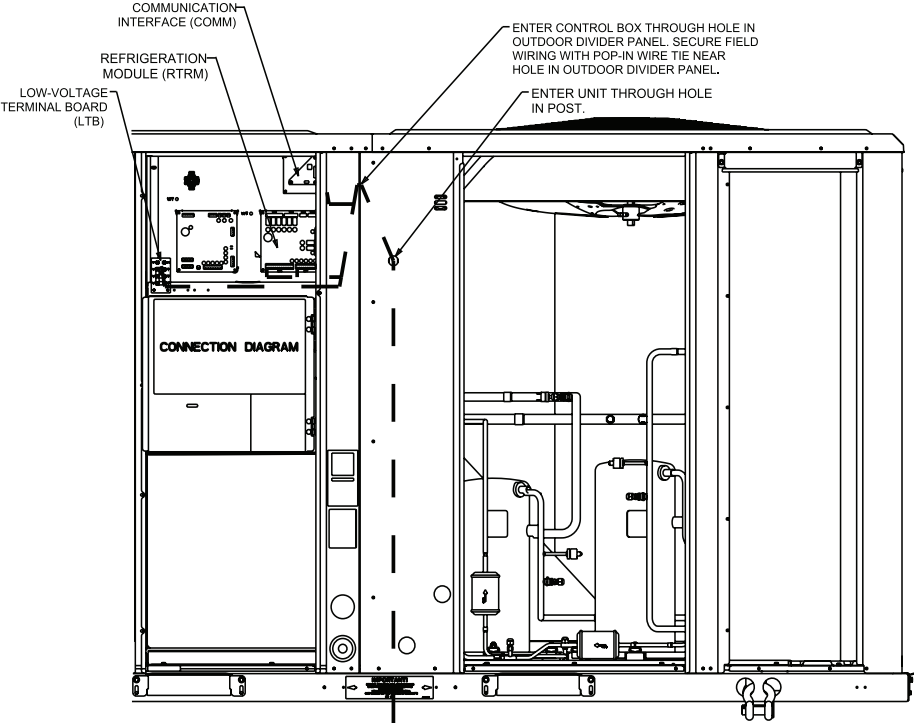 COMMUNICATION
INTERFACE (COMM)
REFRIGERATION
MODULE (RTRM)
LOW-VOLTAGE
TERMINAL BOARD
(LTB)
ENTER CONTROL BOX THROUGH HOLE IN
OUTDOOR DIVIDER PANEL. SECURE FIELD
WIRING WITH POP-IN WIRE TIE NEAR
HOLE IN OUTDOOR DIVIDER PANEL.
ENTER UNIT THROUGH HOLE
IN POST.
CONNECTION DIAGRAM
IMPORTANT!